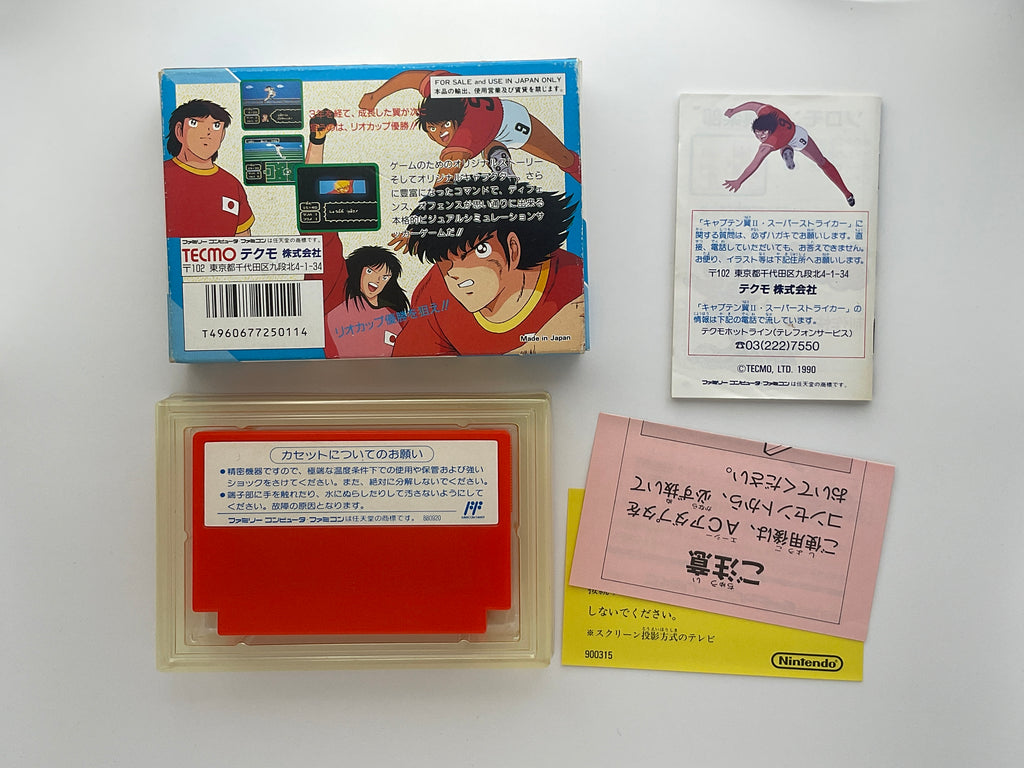 FOR SALE and USE IN JAPAN ONLY
本品の輸出、使用営業及び賃貸を禁じます。
3年を経て、成長した翼が次
は、リオカップ優勝!!
ゲームのためのオリジナルストーリー
そしてオリジナルキャラクター。さら
に豊富になったコマンドで、ディフェ
ンス、オフェンスが思い通りに出来る
本格的ビジュアルシミュレーションサ
ッカーゲームだ!!
ファミリーコンピュータ・ファミコンは任天堂の商標です。
TECMO テクモ 株式会社
〒102 東京都千代田区九段北4-1-34
T4960677250114
リオカップ優勝を狙え!!
Made in Japan
6
6
「キャプテン翼II・スーパーストライカー」に
関する質問は、必ずハガキでお願いします。直
接、電話していただいても、お答えできません。
お便り、イラスト等は下記住所へお願いします。
〒102 東京都千代田区九段北4-1-34
テクモ 株式会社
「キャプテン翼II・スーパーストライカー」の
情報は下記の電話で流しています。
テクモホットライン(テレフォンサービス)
☎03(222)7550
©TECMO, LTD. 1990
ファミリーコンピュータ・ファミコンは任天堂の商標です。
カセットについてのお願い
●精密機器ですので、極端な温度条件下での使用や保管および強い
ショックをさけてください。また、絶対に分解しないでください。
●端子部に手を触れたり、水にぬらしたりして汚さないようにして
ください。故障の原因となります。
ファミリーコンピュータ・ファミコンは任天堂の商標です。 880920
ご注意
ご使用後は、ACアダプタを
コンセントから、必ず抜いて
おいてください。
しないでください。
※スクリーン投影方式のテレビ
900315
Nintendo